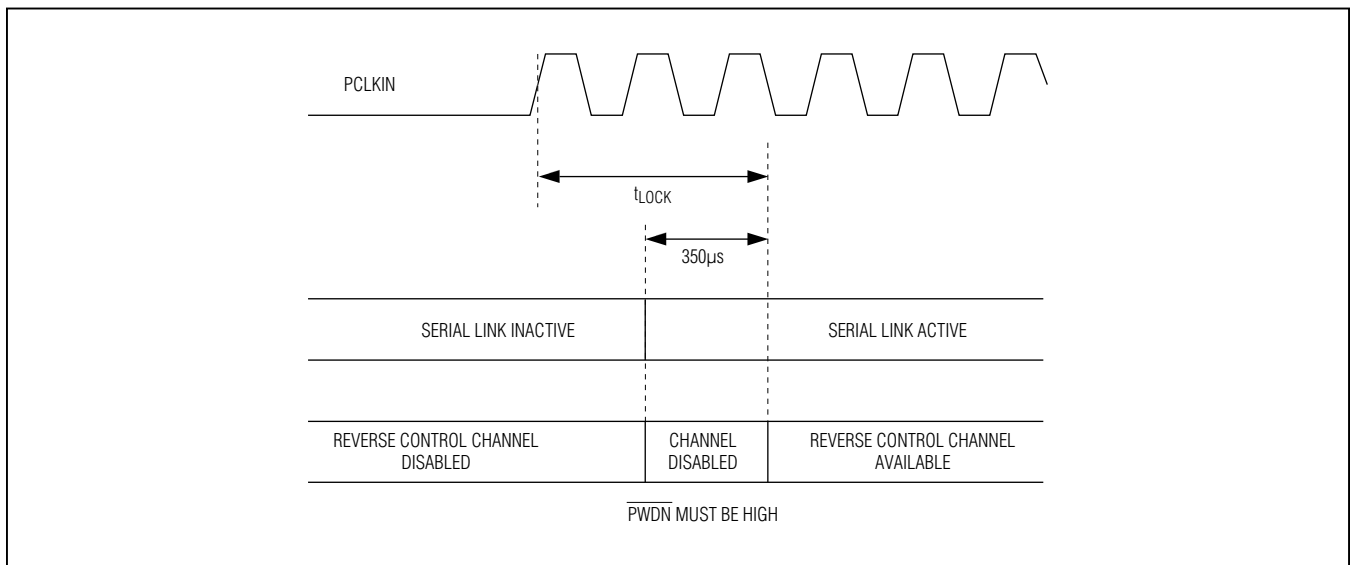 PCLKIN
tLOCK
350µs
SERIAL LINK INACTIVE
SERIAL LINK ACTIVE
REVERSE CONTROL CHANNEL
DISABLED
CHANNEL
DISABLED
REVERSE CONTROL CHANNEL
AVAILABLE
PWDN MUST BE HIGH